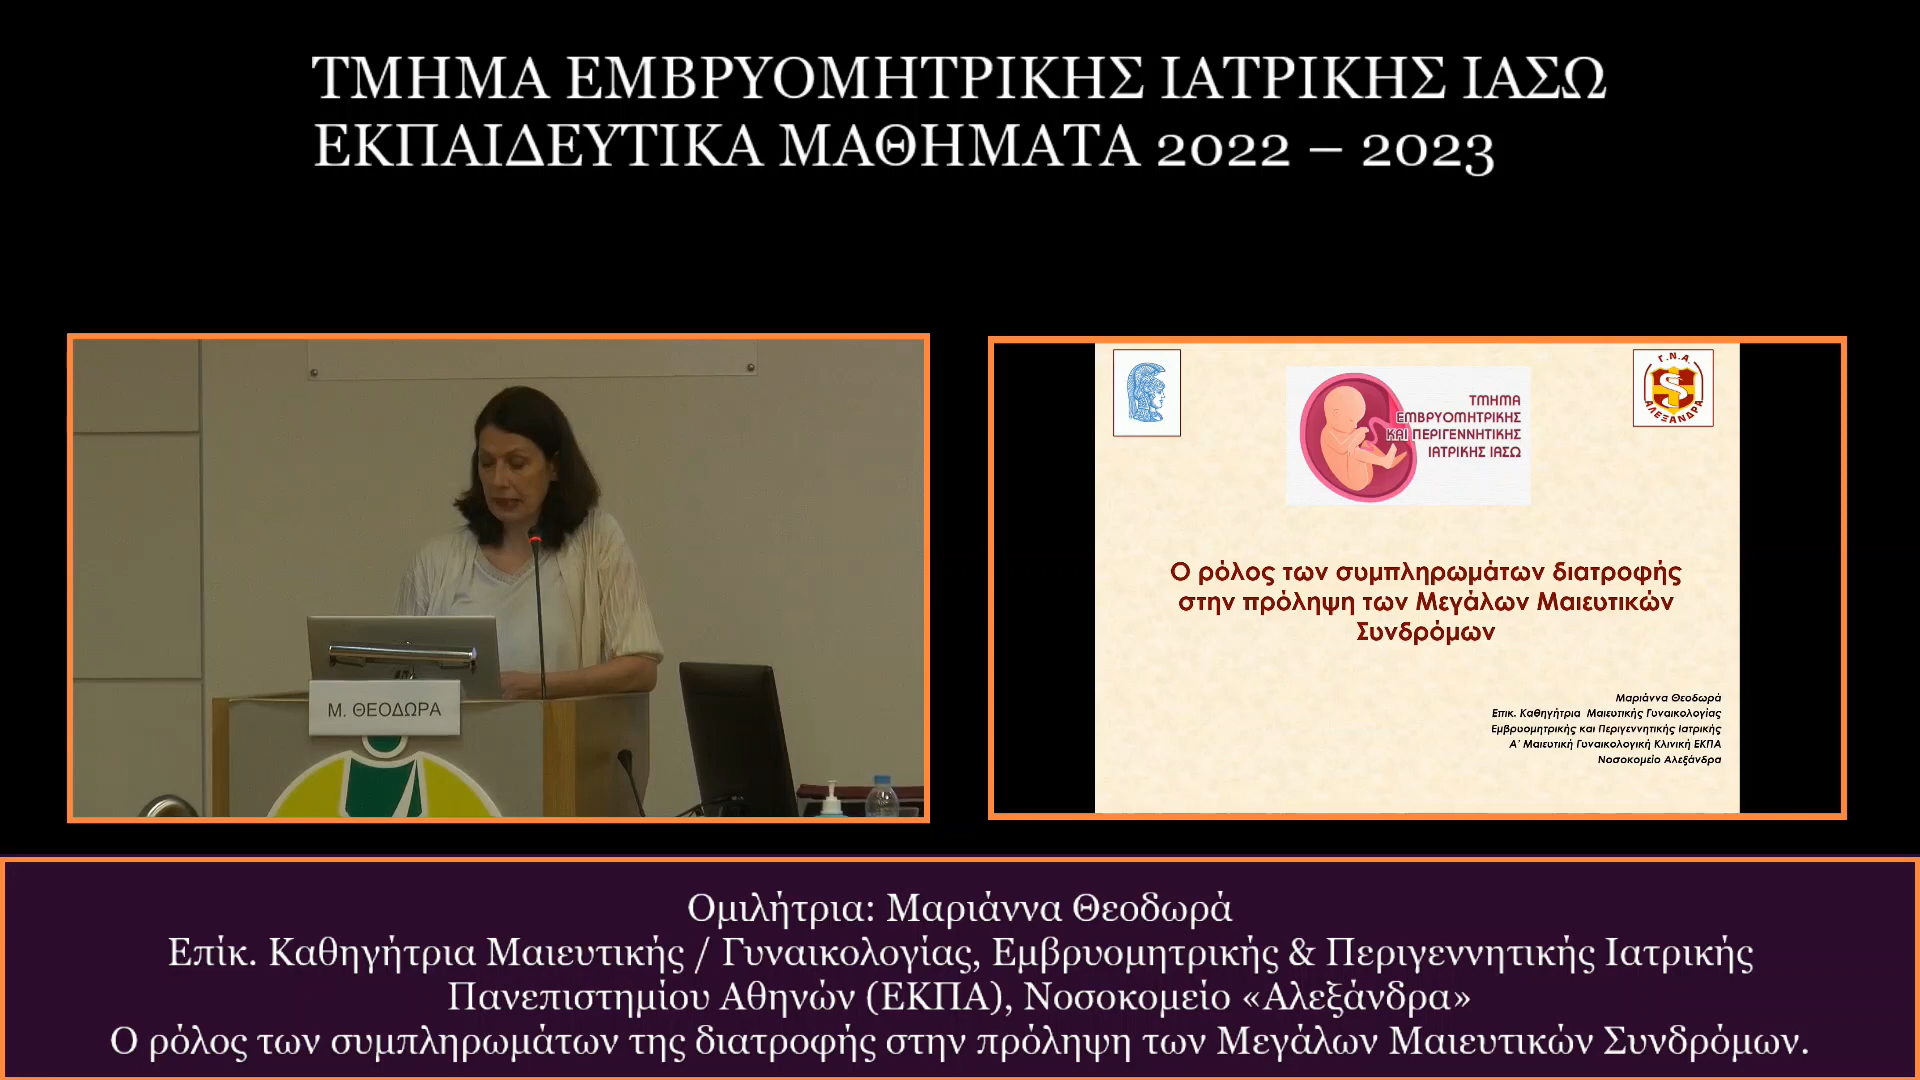 ΤΜΗΜΑ ΕΜΒΡΥΟΜΗΤΡΙΚΗΣ ΙΑΤΡΙΚΗΣ ΙΑΣΩ
ΕΚΠΑΙΔΕΥΤΙΚΑ ΜΑΘΗΜΑΤΑ 2022 – 2023
Μ. ΘΕΟΔΩΡΑ
Γ.Ν.Α.
ΑΛΕΞΑΝΔΡΑ
ΤΜΗΜΑ
ΕΜΒΡΥΟΜΗΤΡΙΚΗΣ
ΚΑΙ ΠΕΡΙΓΕΝΝΗΤΙΚΗΣ
ΙΑΤΡΙΚΗΣ ΙΑΣΩ
Ο ρόλος των συμπληρωμάτων διατροφής
στην πρόληψη των Μεγάλων Μαιευτικών
Συνδρόμων
Μαριάννα Θεοδωρά
Επικ. Καθηγήτρια Μαιευτικής Γυναικολογίας
Εμβρυομητρικής και Περιγεννητικής Ιατρικής
Α΄ Μαιευτική Γυναικολογική Κλινική ΕΚΠΑ
Νοσοκομείο Αλεξάνδρα
Ομιλήτρια: Μαριάννα Θεοδωρά
Επίκ. Καθηγήτρια Μαιευτικής / Γυναικολογίας, Εμβρυομητρικής & Περιγεννητικής Ιατρικής
Πανεπιστημίου Αθηνών (ΕΚΠΑ), Νοσοκομείο «Αλεξάνδρα»
Ο ρόλος των συμπληρωμάτων της διατροφής στην πρόληψη των Μεγάλων Μαιευτικών Συνδρόμων.